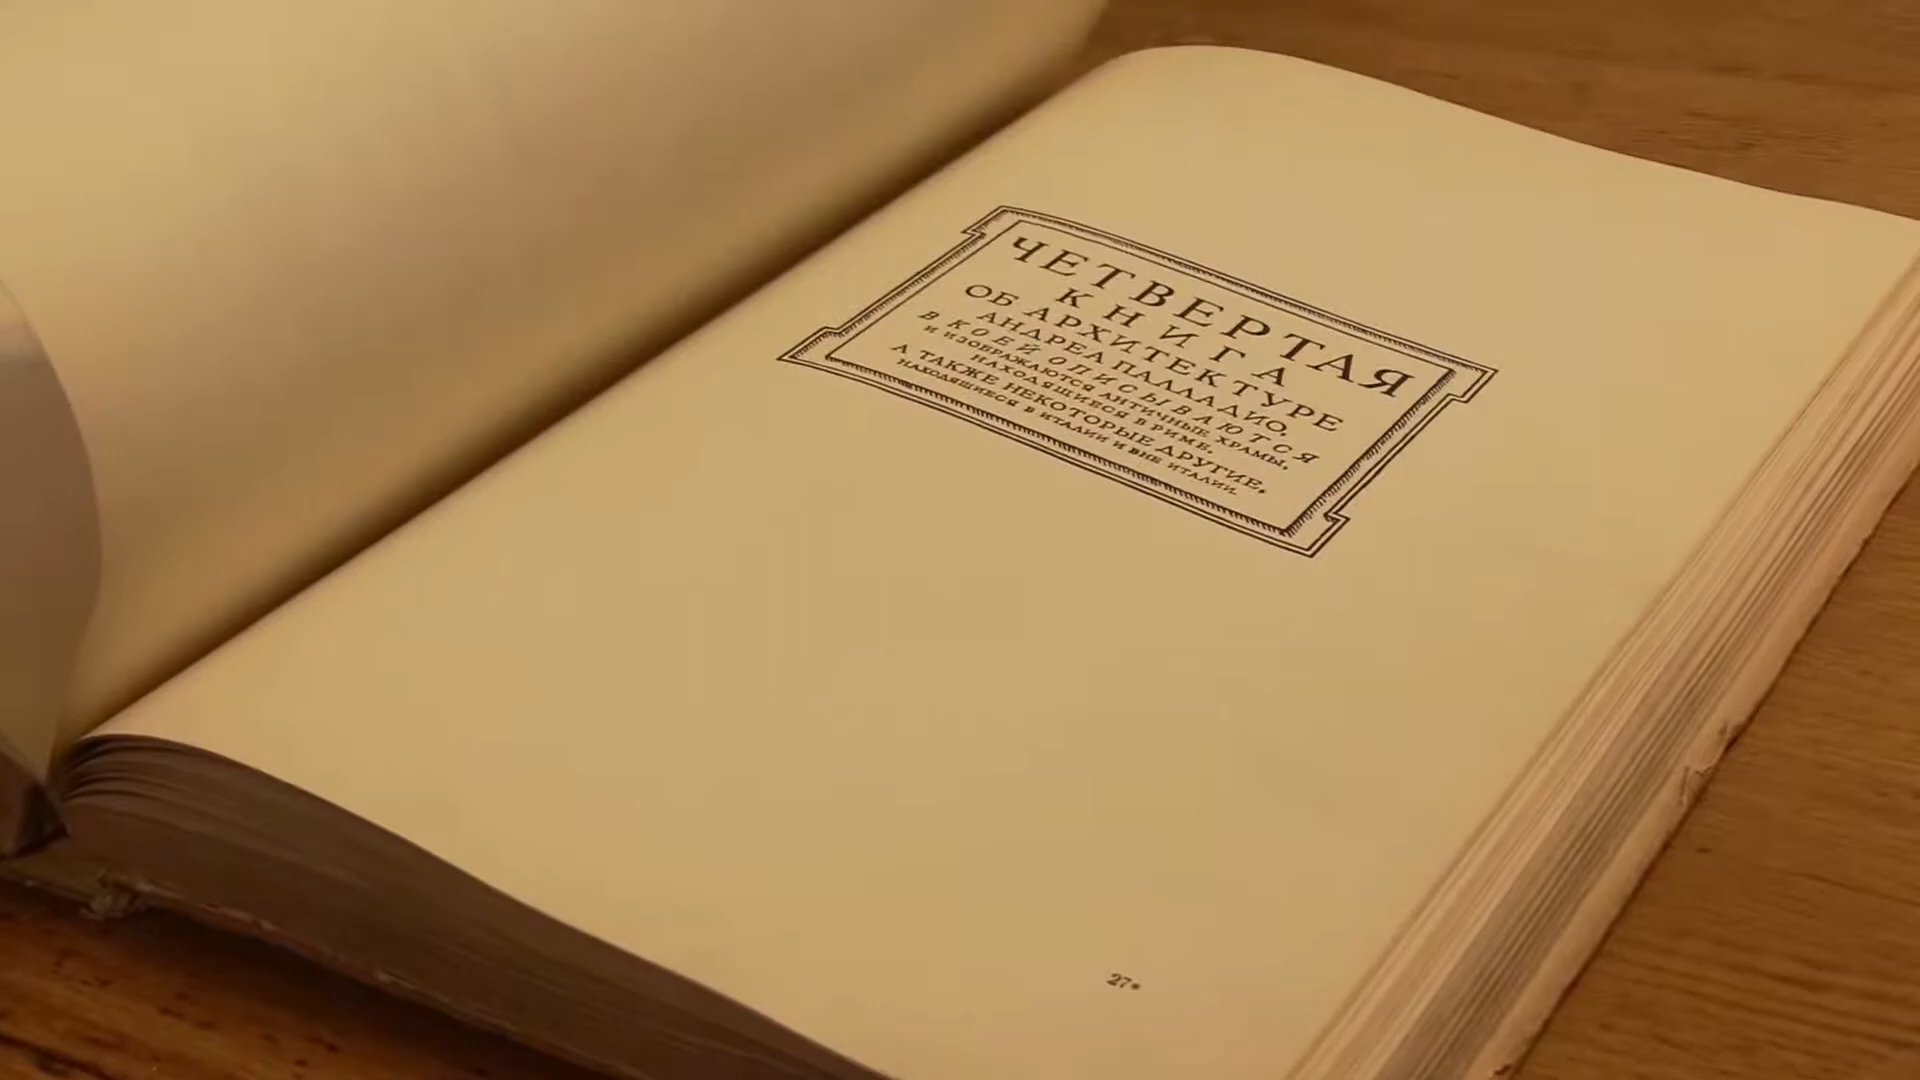 ЧЕТВЕРТАЯ
КНИГА
ОБ АРХИТЕКТУРЕ
АНДРЕА ПАЛЛАДИО,
В КОЕЙ ОПИСЫВАЮТСЯ
И ИЗОБРАЖАЮТСЯ АНТИЧНЫЕ ХРАМЫ,
НАХОДЯЩИЕСЯ В РИМЕ,
А ТАКЖЕ НЕКОТОРЫЕ ДРУГИЕ,
НАХОДЯЩИЕСЯ В ИТАЛИИ И ВНЕ ИТАЛИИ.
27*